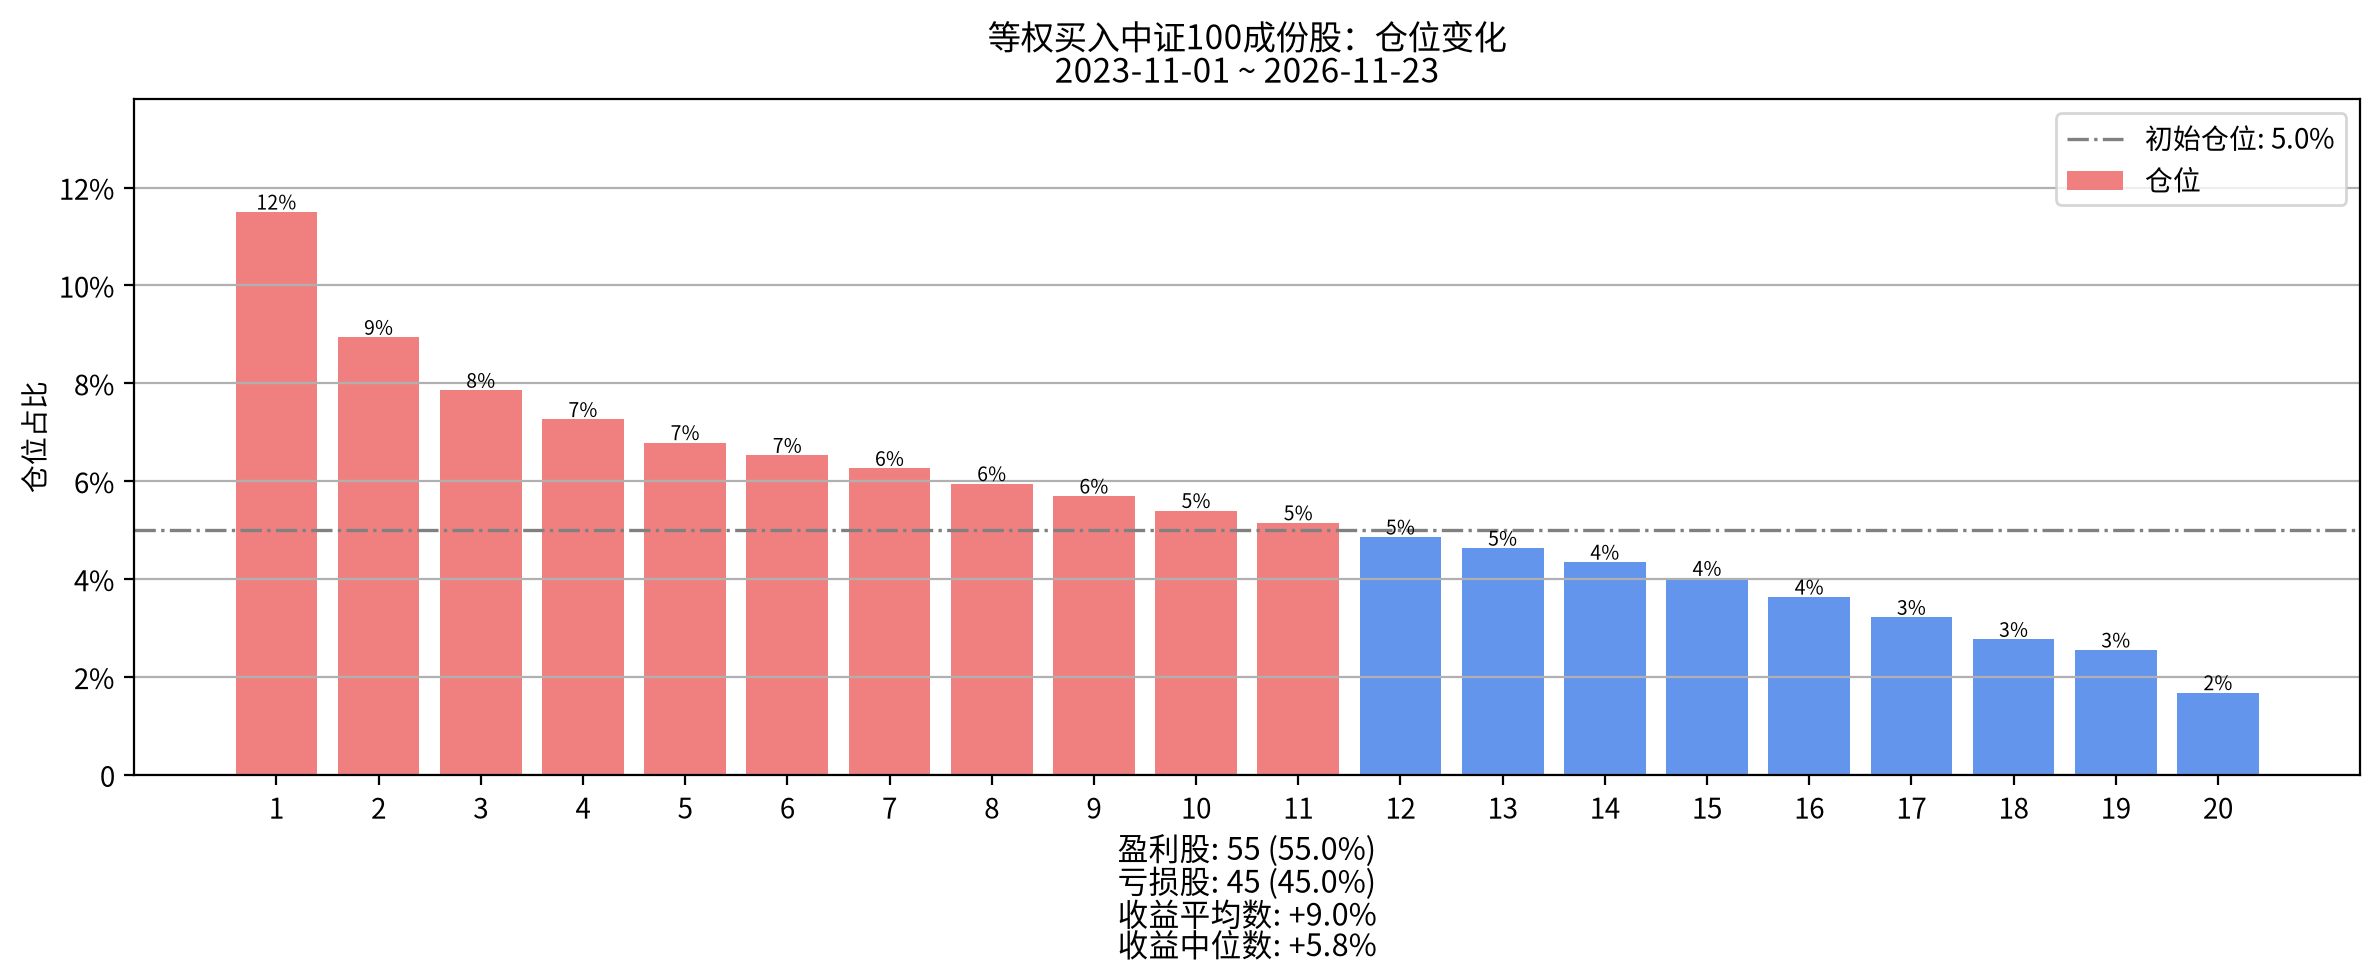 等权买入中证100成份股：仓位变化
2023-11-01 ~ 2026-11-23
初始仓位: 5.0%
仓位
仓位占比
12%
10%
8%
6%
4%
2%
0
12%
9%
8%
7%
7%
7%
6%
6%
6%
5%
5%
5%
5%
4%
4%
4%
3%
3%
3%
2%
1 2 3 4 5 6 7 8 9 10 11 12 13 14 15 16 17 18 19 20
盈利股: 55 (55.0%)
亏损股: 45 (45.0%)
收益平均数: +9.0%
收益中位数: +5.8%